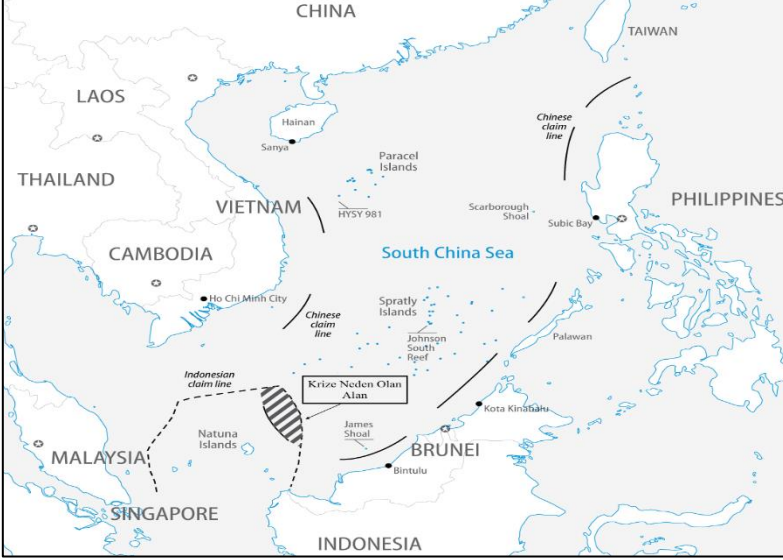 CHINA
TAIWAN
LAOS
Hainan
Sanya
Chinese
claim
line
Paracel
Islands
THAILAND
VIETNAM
HYSY 981
Scarborough
Shoal
PHILIPPINES
Subic Bay
CAMBODIA
South China Sea
Ho Chi Minh City
Spratly
Islands
Chinese
claim
line
Johnson
South
Reef
Palawan
Indonesian
claim line
Krize Neden Olan
Alan
Kota Kinabalu
Natuna
Islands
James
Shoal
BRUNEI
MALAYSIA
Bintulu
SINGAPORE
INDONESIA